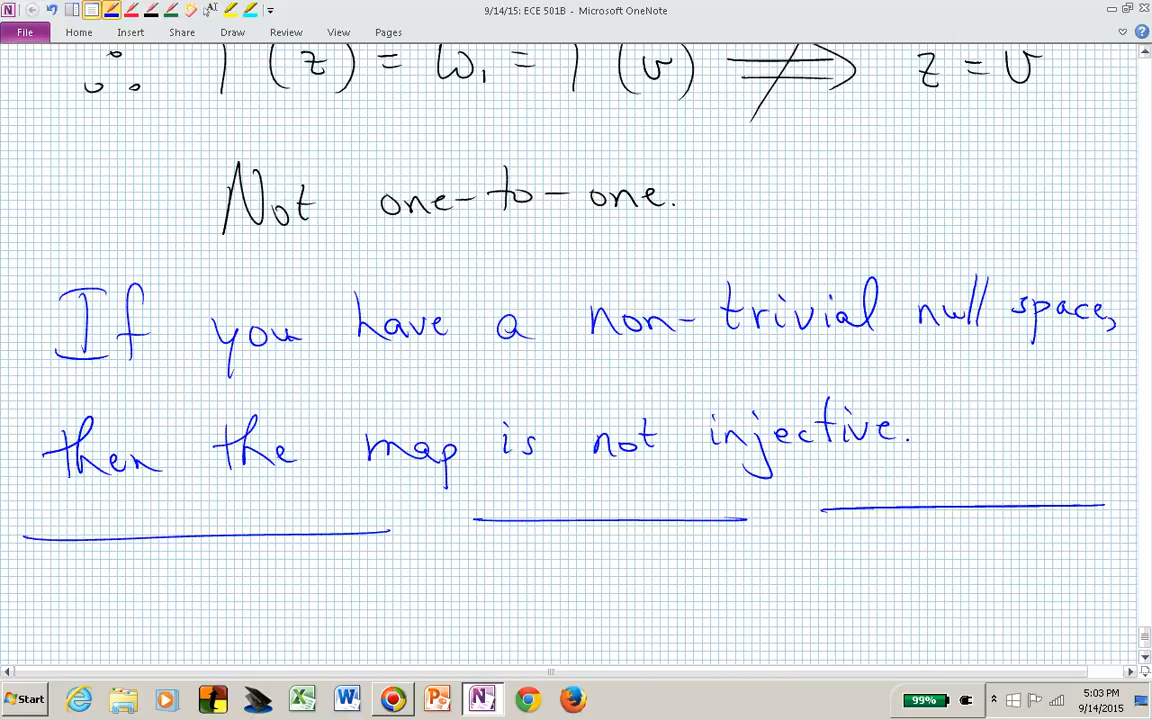 9/14/15: ECE 501B - Microsoft OneNote
File Home Insert Share Draw Review View Pages
∴ T(z) = w₁ = T(v) ⇏ z = v
Not one-to-one.
If you have a non-trivial null space,
then the map is not injective.
Start
99%
5:03 PM
9/14/2015